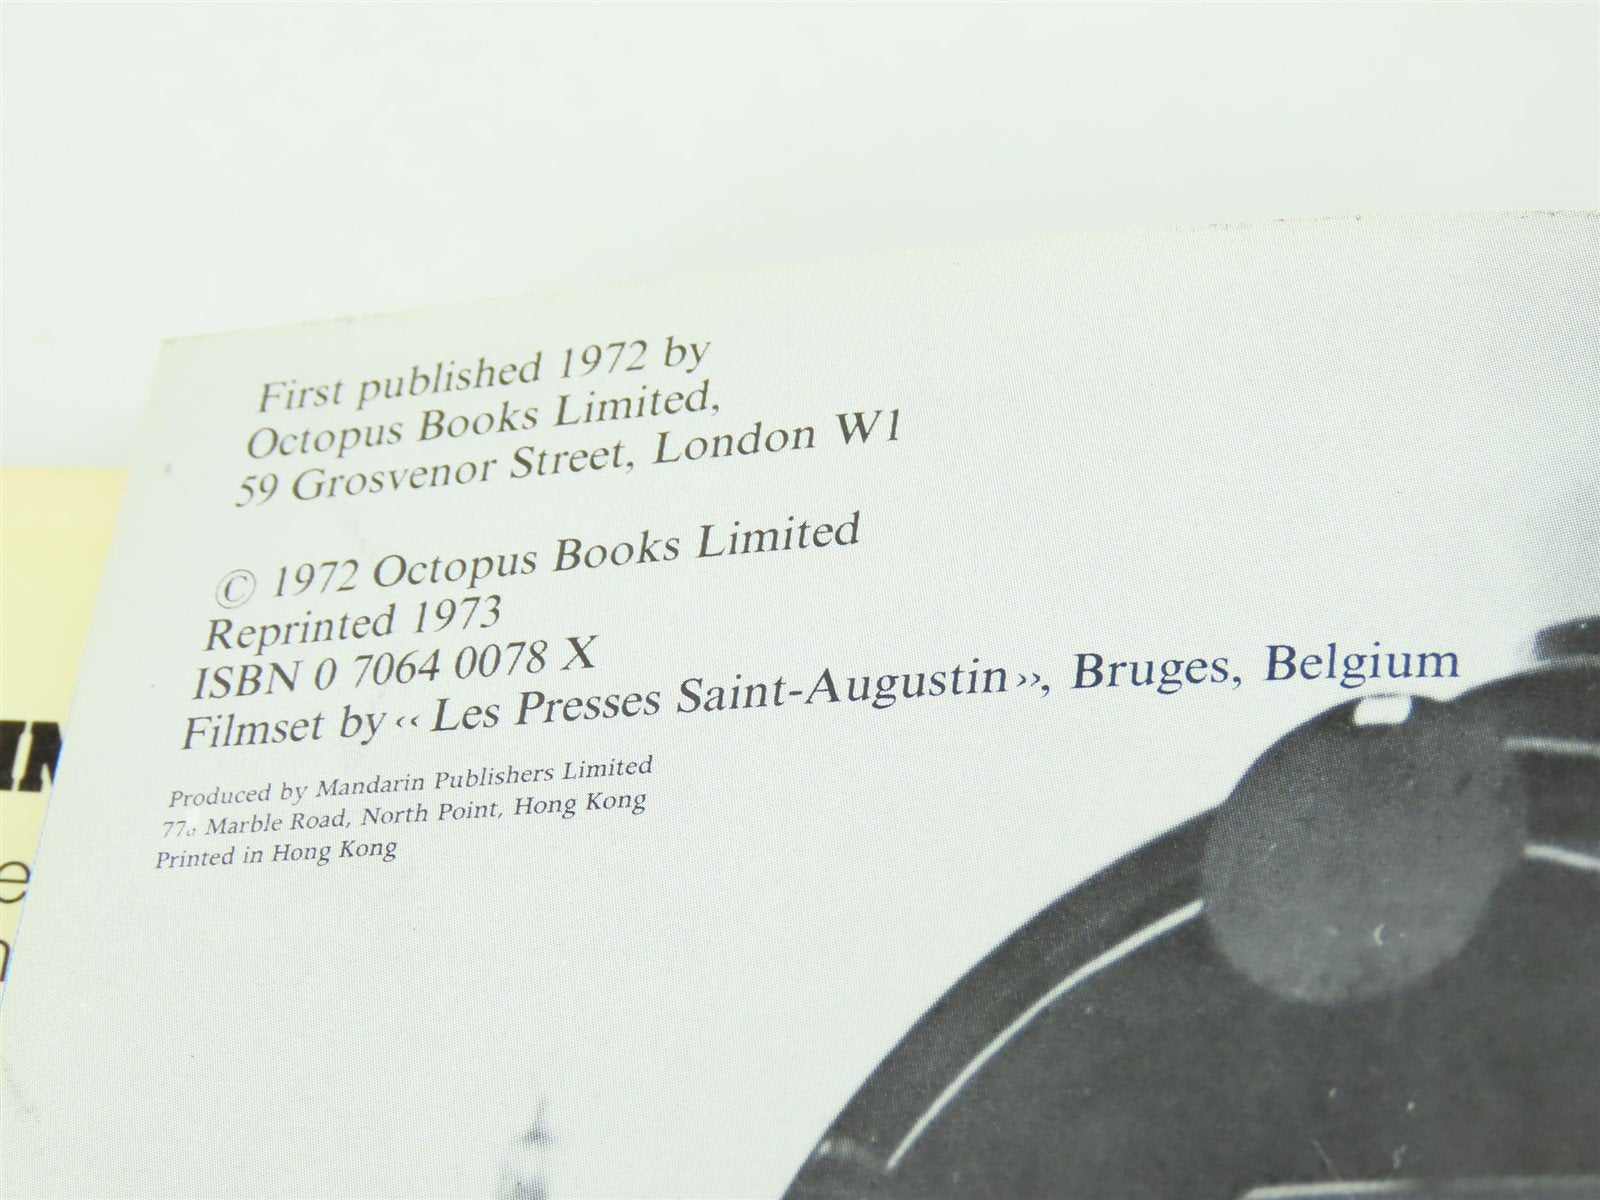 First published 1972 by
Octopus Books Limited,
59 Grosvenor Street, London W1
© 1972 Octopus Books Limited
Reprinted 1973
ISBN 0 7064 0078 X
Filmset by ‹‹ Les Presses Saint-Augustin ››, Bruges, Belgium
Produced by Mandarin Publishers Limited
77a Marble Road, North Point, Hong Kong
Printed in Hong Kong